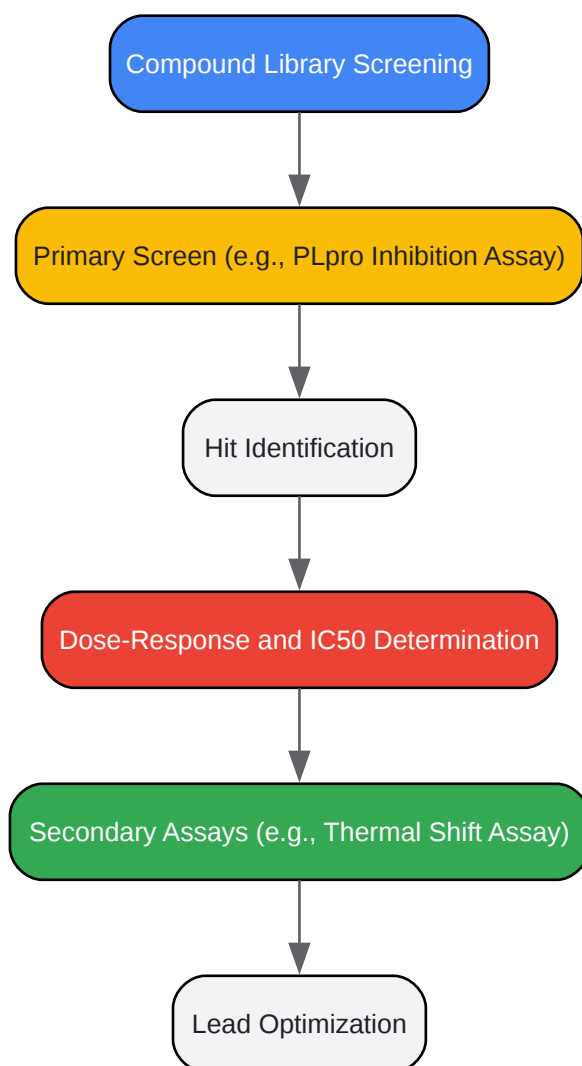 Compound Library Screening
Primary Screen (e.g., PLpro Inhibition Assay)
Hit Identification
Dose-Response and IC50 Determination
Secondary Assays (e.g., Thermal Shift Assay)
Lead Optimization